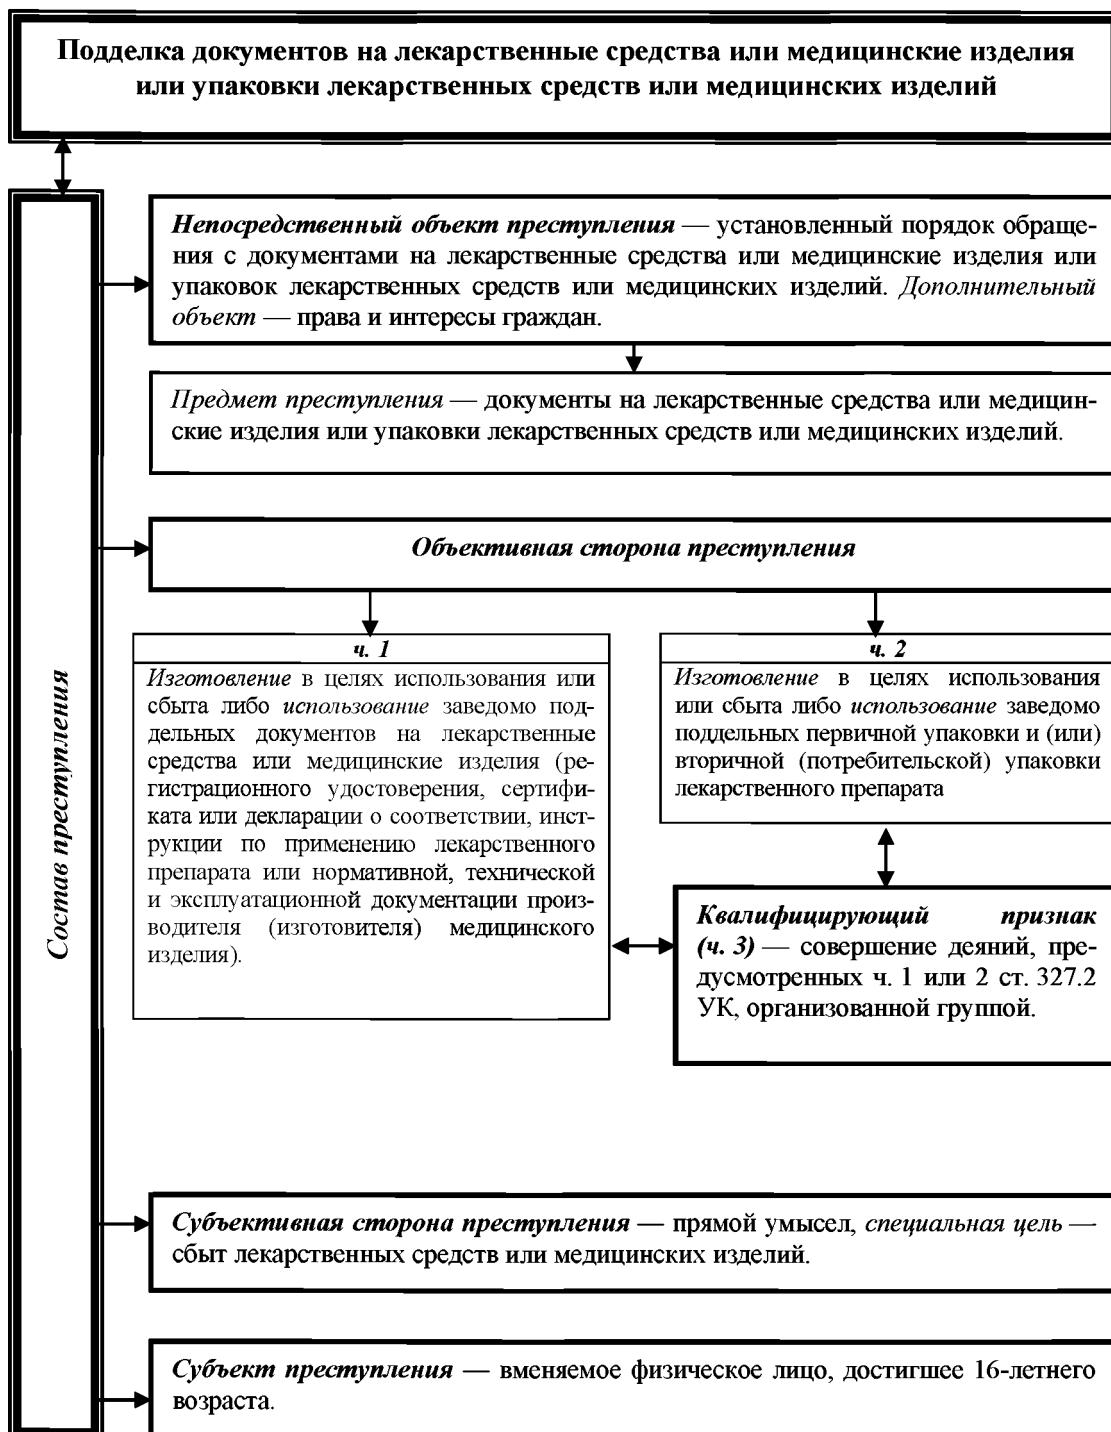 Подделка документов на лекарственные средства или медицинские изделия
или упаковки лекарственных средств или медицинских изделий
Состав преступления
Непосредственный объект преступления — установленный порядок обраще-
ния с документами на лекарственные средства или медицинские изделия или
упаковок лекарственных средств или медицинских изделий. Дополнительный
объект — права и интересы граждан.
Предмет преступления — документы на лекарственные средства или медицин-
ские изделия или упаковки лекарственных средств или медицинских изделий.
Объективная сторона преступления
ч. 1
Изготовление в целях использования или
сбыта либо использование заведомо под-
дельных документов на лекарственные
средства или медицинские изделия (ре-
гистрационного удостоверения, сертифи-
ката или декларации о соответствии, инст-
рукции по применению лекарственного
препарата или нормативной, технической
и эксплуатационной документации произ-
водителя (изготовителя) медицинского
изделия).
ч. 2
Изготовление в целях использования
или сбыта либо использование заведомо
поддельных первичной упаковки и (или)
вторичной (потребительской) упаковки
лекарственного препарата
Квалифицирующий признак
(ч. 3) — совершение деяний, пре-
дусмотренных ч. 1 или 2 ст. 327.2
УК, организованной группой.
Субъективная сторона преступления — прямой умысел, специальная цель —
сбыт лекарственных средств или медицинских изделий.
Субъект преступления — вменяемое физическое лицо, достигшее 16-летнего
возраста.